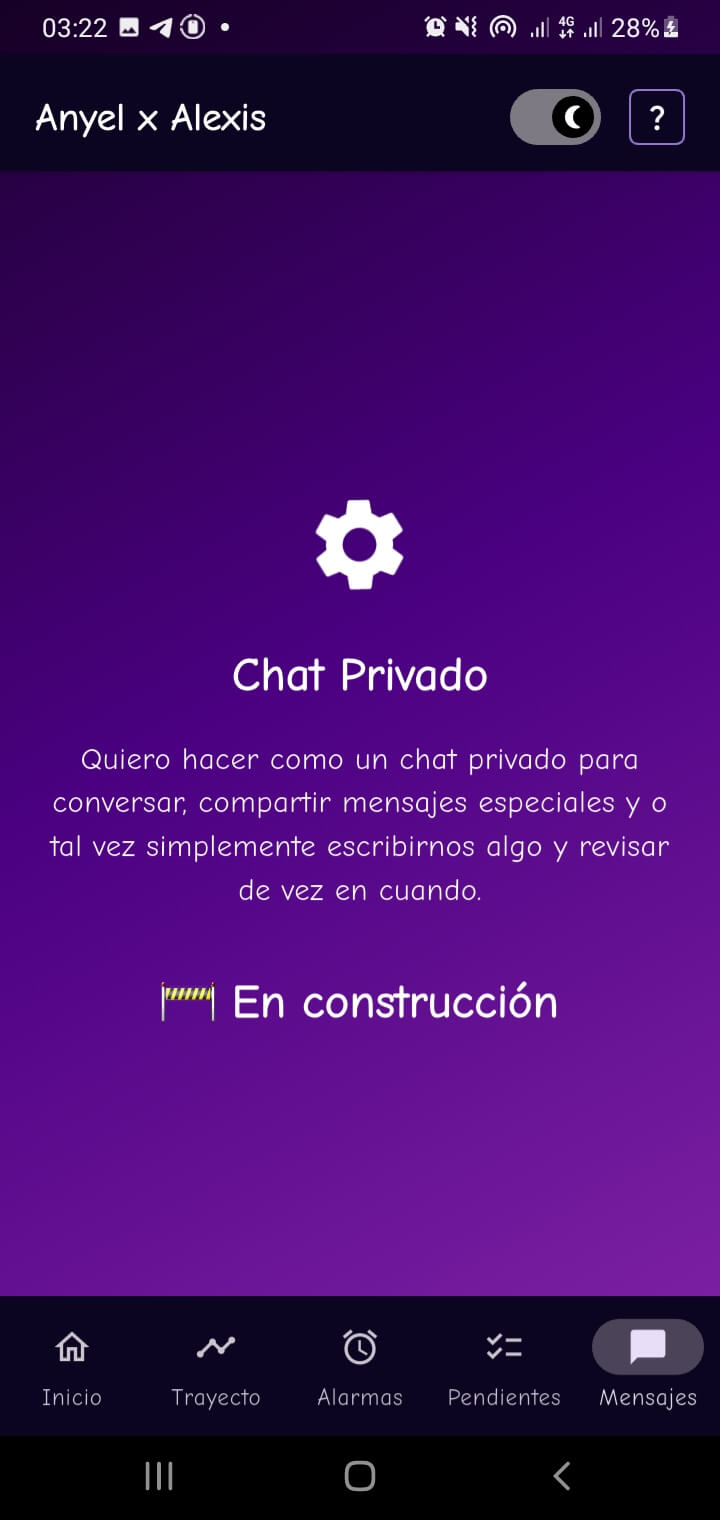 03:22
4G
28%
Anyel x Alexis
?
Chat Privado
Quiero hacer como un chat privado para
conversar, compartir mensajes especiales y o
tal vez simplemente escribirnos algo y revisar
de vez en cuando.
🚧 En construcción
Inicio Trayecto Alarmas Pendientes Mensajes